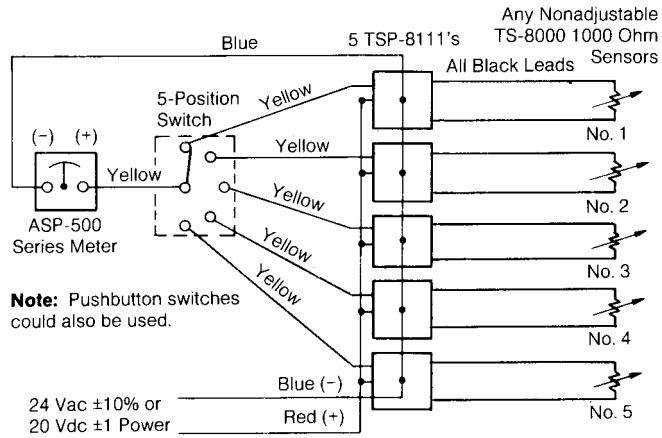 Any Nonadjustable
TS-8000 1000 Ohm
Sensors
Blue
5 TSP-8111's
All Black Leads
5-Position
Switch
Yellow
No. 1
(-) (+)
Yellow
Yellow
No. 2
ASP-500
Series Meter
Yellow
No. 3
Yellow
Note: Pushbutton switches
could also be used.
Yellow
No. 4
Blue (-)
24 Vac ±10% or
20 Vdc ±1 Power
Red (+)
No. 5